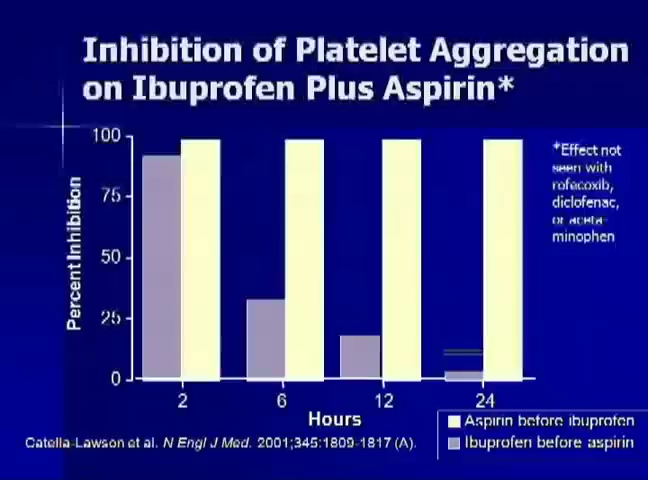 Inhibition of Platelet Aggregation
on Ibuprofen Plus Aspirin*
100
75
50
25
0
Percent Inhibition
*Effect not
seen with
rofecoxib,
diclofenac,
or aceta-
minophen
2
6
12
24
Hours
Aspirin before ibuprofen
Ibuprofen before aspirin
Catella-Lawson et al. N Engl J Med. 2001;345:1809-1817 (A).